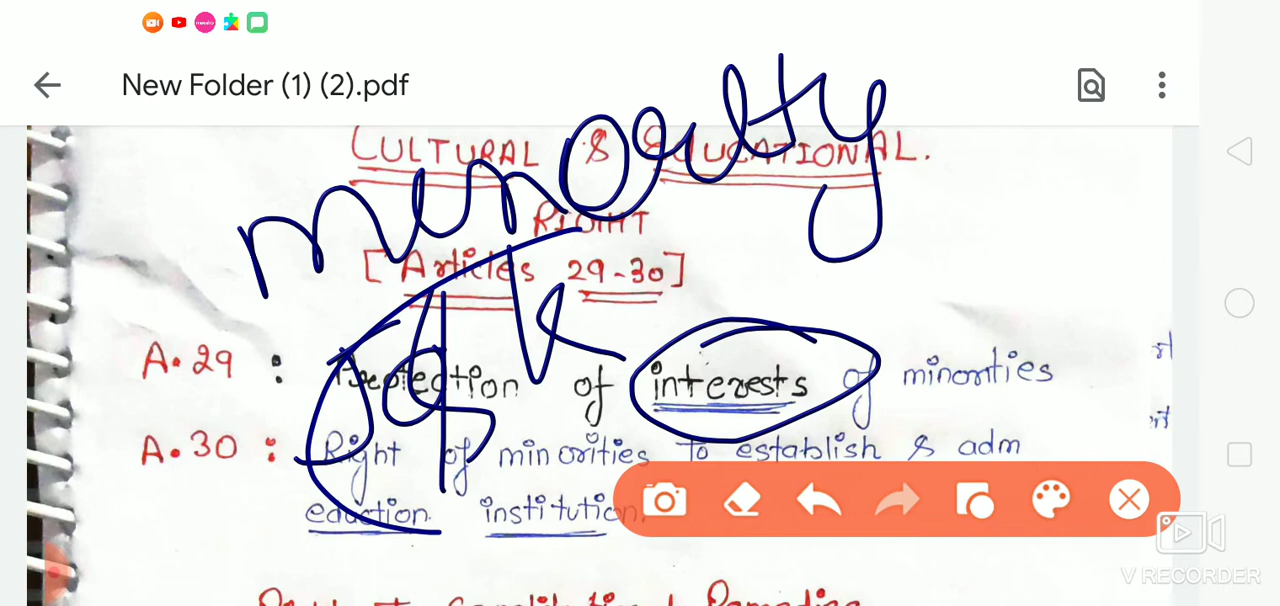 New Folder (1) (2).pdf
CULTURAL & EDUCATIONAL.
RIGHT
[Articles 29-30]
minority
A.29 : Protection of interests of minorities
A.30 : Right of minorities to establish & adm
eduction institution.
V RECORDER